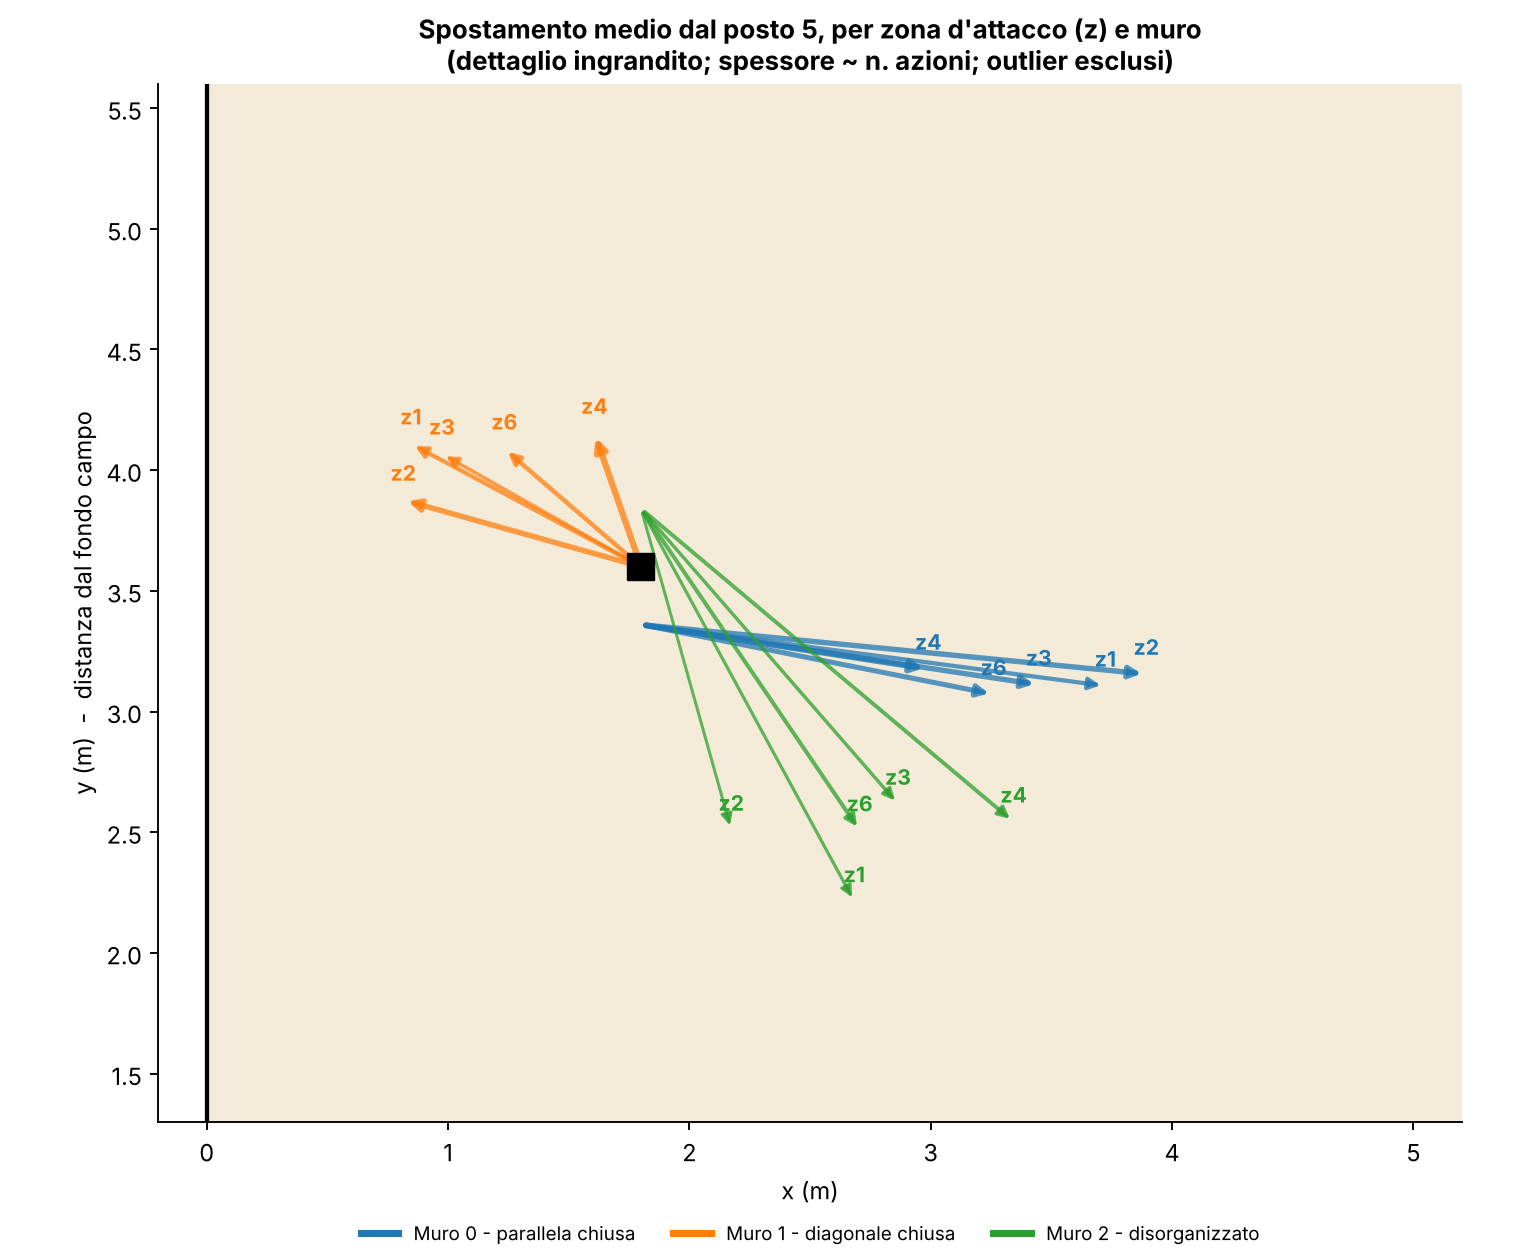 Spostamento medio dal posto 5, per zona d'attacco (z) e muro
(dettaglio ingrandito; spessore ~ n. azioni; outlier esclusi)
y (m) - distanza dal fondo campo
5.5
5.0
4.5
4.0
3.5
3.0
2.5
2.0
1.5
z1
z3
z6
z4
z2
z4
z6
z3
z1
z2
z2
z6
z3
z4
z1
0
1
2
3
4
5
x (m)
Muro 0 - parallela chiusa
Muro 1 - diagonale chiusa
Muro 2 - disorganizzato